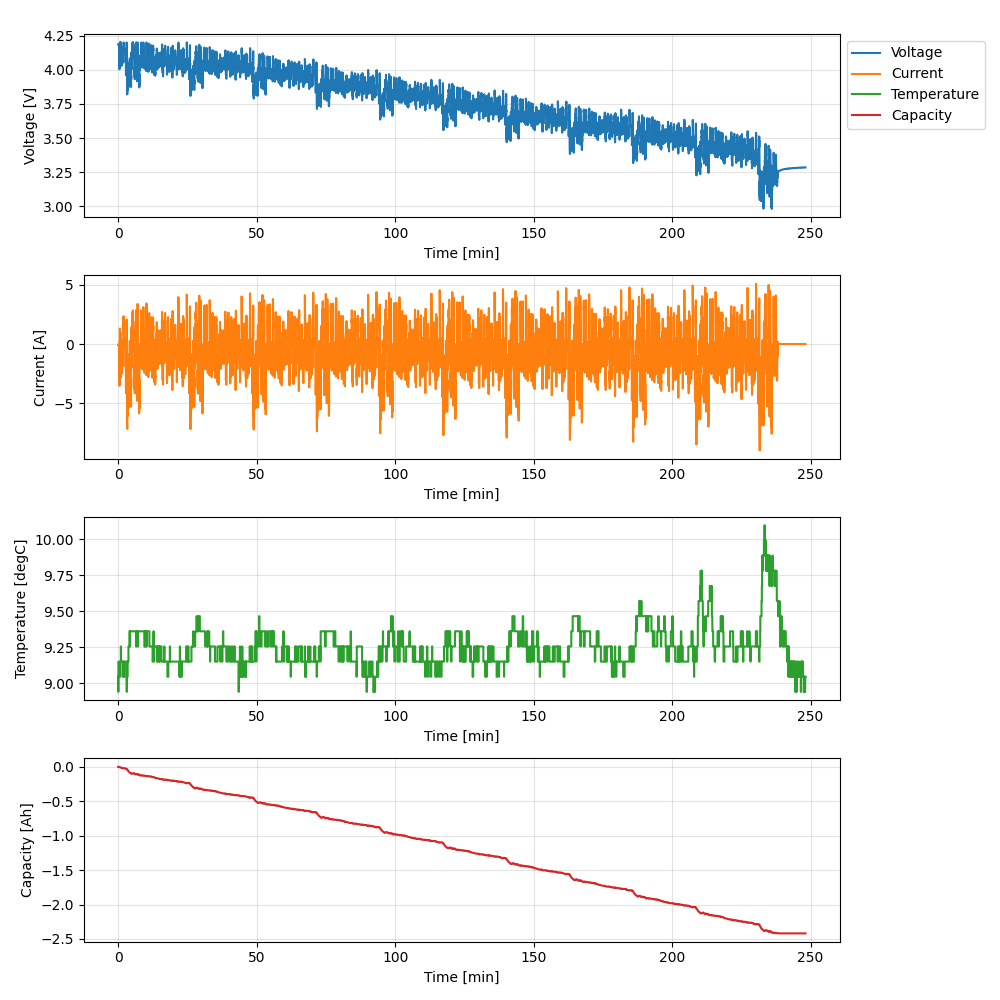 4.25
4.00
3.75
3.50
3.25
3.00
Voltage [V]
0 50 100 150 200 250
Time [min]
Voltage
Current
Temperature
Capacity
5
0
−5
Current [A]
0 50 100 150 200 250
Time [min]
10.00
9.75
9.50
9.25
9.00
Temperature [degC]
0 50 100 150 200 250
Time [min]
0.0
−0.5
−1.0
−1.5
−2.0
−2.5
Capacity [Ah]
0 50 100 150 200 250
Time [min]